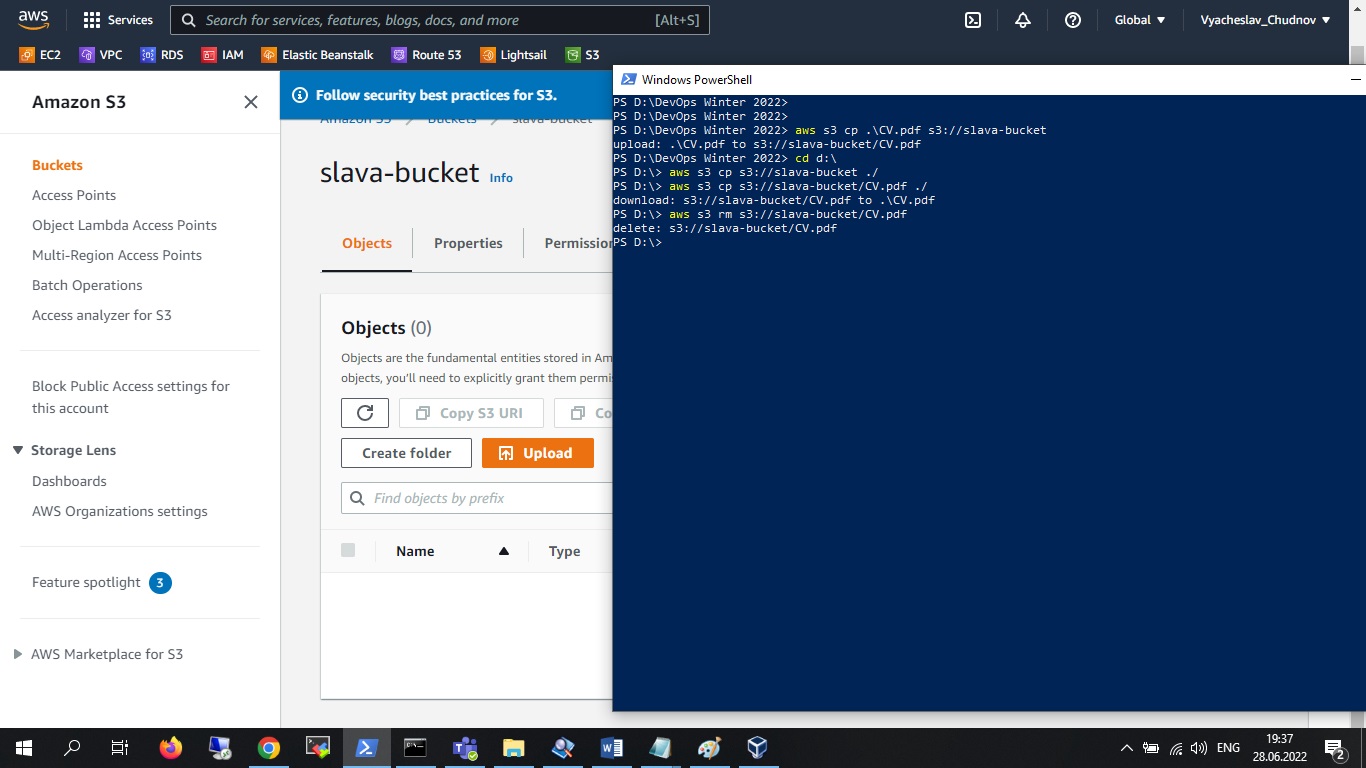 aws
Services
Search for services, features, blogs, docs, and more
[Alt+S]
Global
Vyacheslav_Chudnov
EC2
VPC
RDS
IAM
Elastic Beanstalk
Route 53
Lightsail
S3
Amazon S3
Buckets
Access Points
Object Lambda Access Points
Multi-Region Access Points
Batch Operations
Access analyzer for S3
Block Public Access settings for
this account
Storage Lens
Dashboards
AWS Organizations settings
Feature spotlight 3
AWS Marketplace for S3
Follow security best practices for S3.
Amazon S3 Buckets slava-bucket
slava-bucket Info
Objects
Properties
Permission
Objects (0)
Objects are the fundamental entities stored in Am
objects, you'll need to explicitly grant them permi
Copy S3 URI
Co
Create folder
Upload
Find objects by prefix
Name
Type
Windows PowerShell
PS D:\DevOps Winter 2022>
PS D:\DevOps Winter 2022>
PS D:\DevOps Winter 2022> aws s3 cp .\CV.pdf s3://slava-bucket
upload: .\CV.pdf to s3://slava-bucket/CV.pdf
PS D:\DevOps Winter 2022> cd d:\
PS D:\> aws s3 cp s3://slava-bucket ./
PS D:\> aws s3 cp s3://slava-bucket/CV.pdf ./
download: s3://slava-bucket/CV.pdf to .\CV.pdf
PS D:\> aws s3 rm s3://slava-bucket/CV.pdf
delete: s3://slava-bucket/CV.pdf
PS D:\>
ENG
19:37
28.06.2022
2